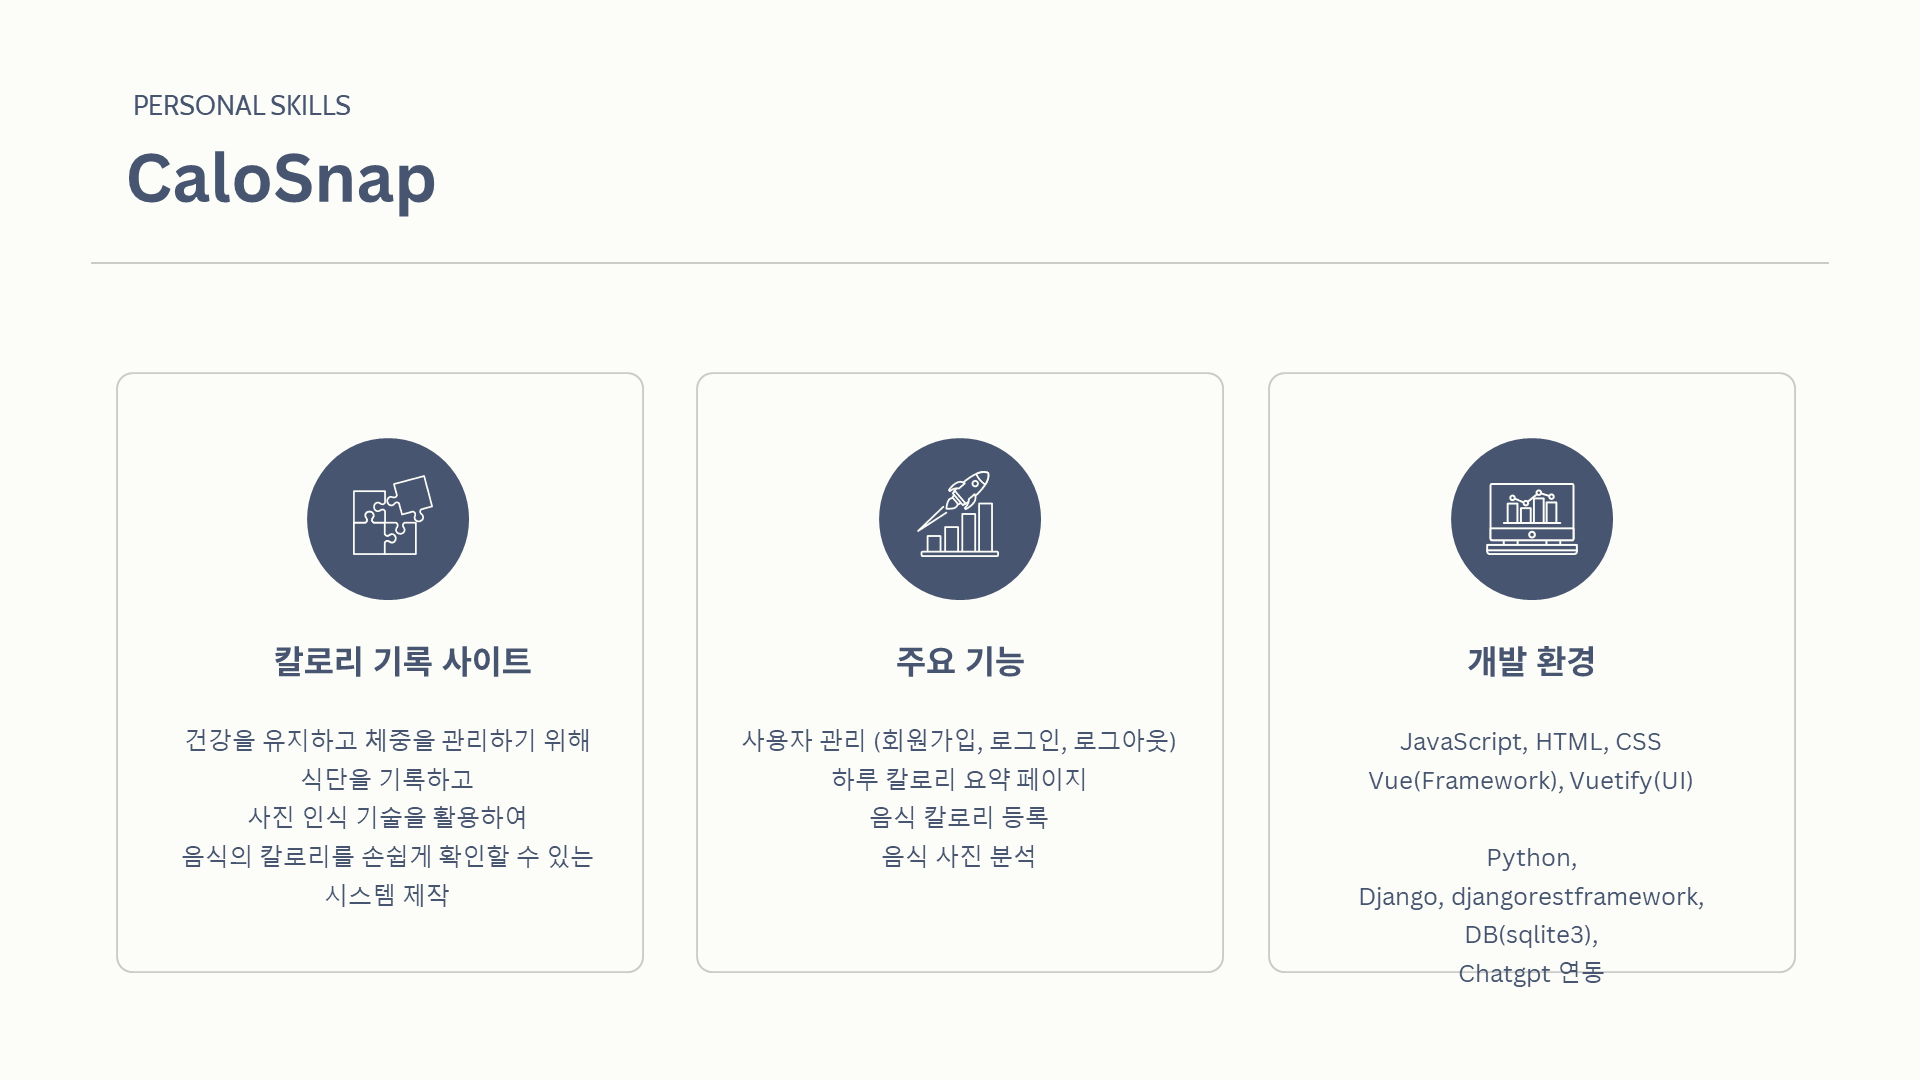 PERSONAL SKILLS
CaloSnap
칼로리 기록 사이트
건강을 유지하고 체중을 관리하기 위해
식단을 기록하고
사진 인식 기술을 활용하여
음식의 칼로리를 손쉽게 확인할 수 있는
시스템 제작
주요 기능
사용자 관리 (회원가입, 로그인, 로그아웃)
하루 칼로리 요약 페이지
음식 칼로리 등록
음식 사진 분석
개발 환경
JavaScript, HTML, CSS
Vue(Framework), Vuetify(UI)
Python,
Django, djangorestframework,
DB(sqlite3),
Chatgpt 연동